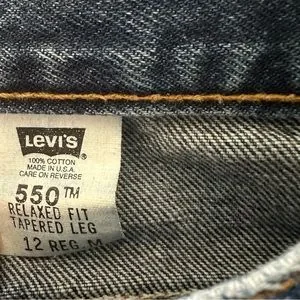 LEVI'S
®
100% COTTON
MADE IN U.S.A.
CARE ON REVERSE
550™
RELAXED FIT
TAPERED LEG
12 REG. M